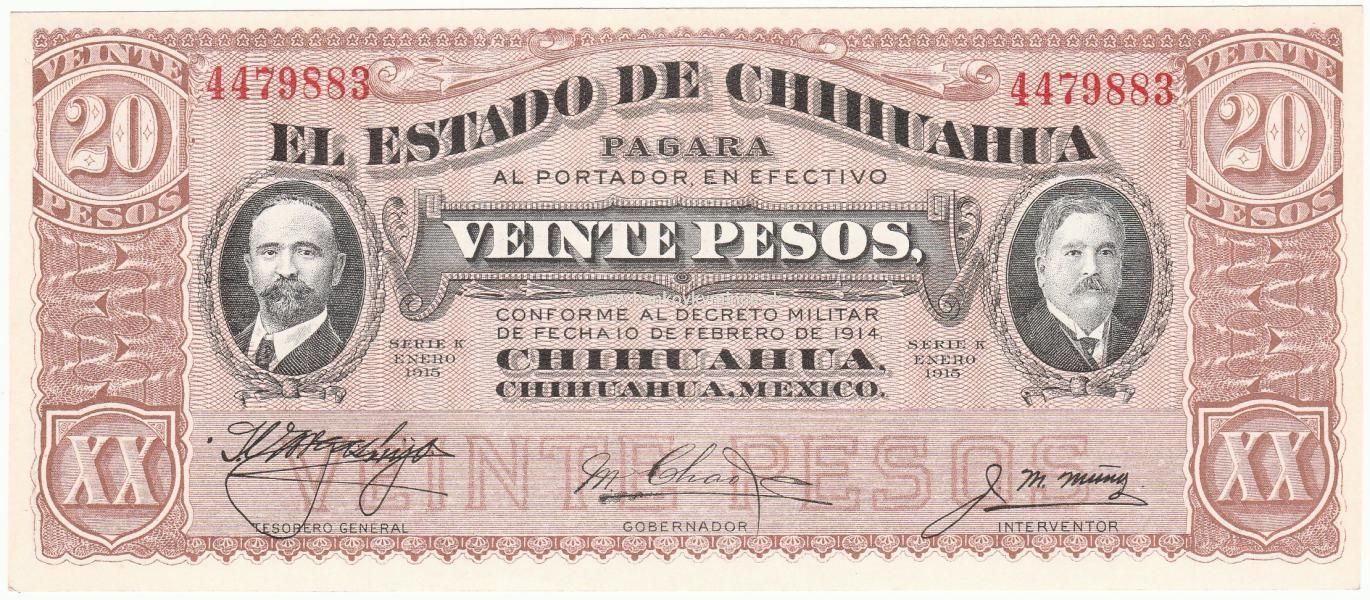 VEINTE 20 PESOS
4479883
4479883
VEINTE 20 PESOS
EL ESTADO DE CHIHUAHUA
PAGARA
AL PORTADOR, EN EFECTIVO
VEINTE PESOS,
CONFORME AL DECRETO MILITAR
DE FECHA 10 DE FEBRERO DE 1914.
CHIHUAHUA,
CHIHUAHUA, MEXICO.
SERIE K
ENERO
1915
SERIE K
ENERO
1915
XX
VEINTE PESOS
XX
M Chao
J. M. Muñoz
TESORERO GENERAL
GOBERNADOR
INTERVENTOR